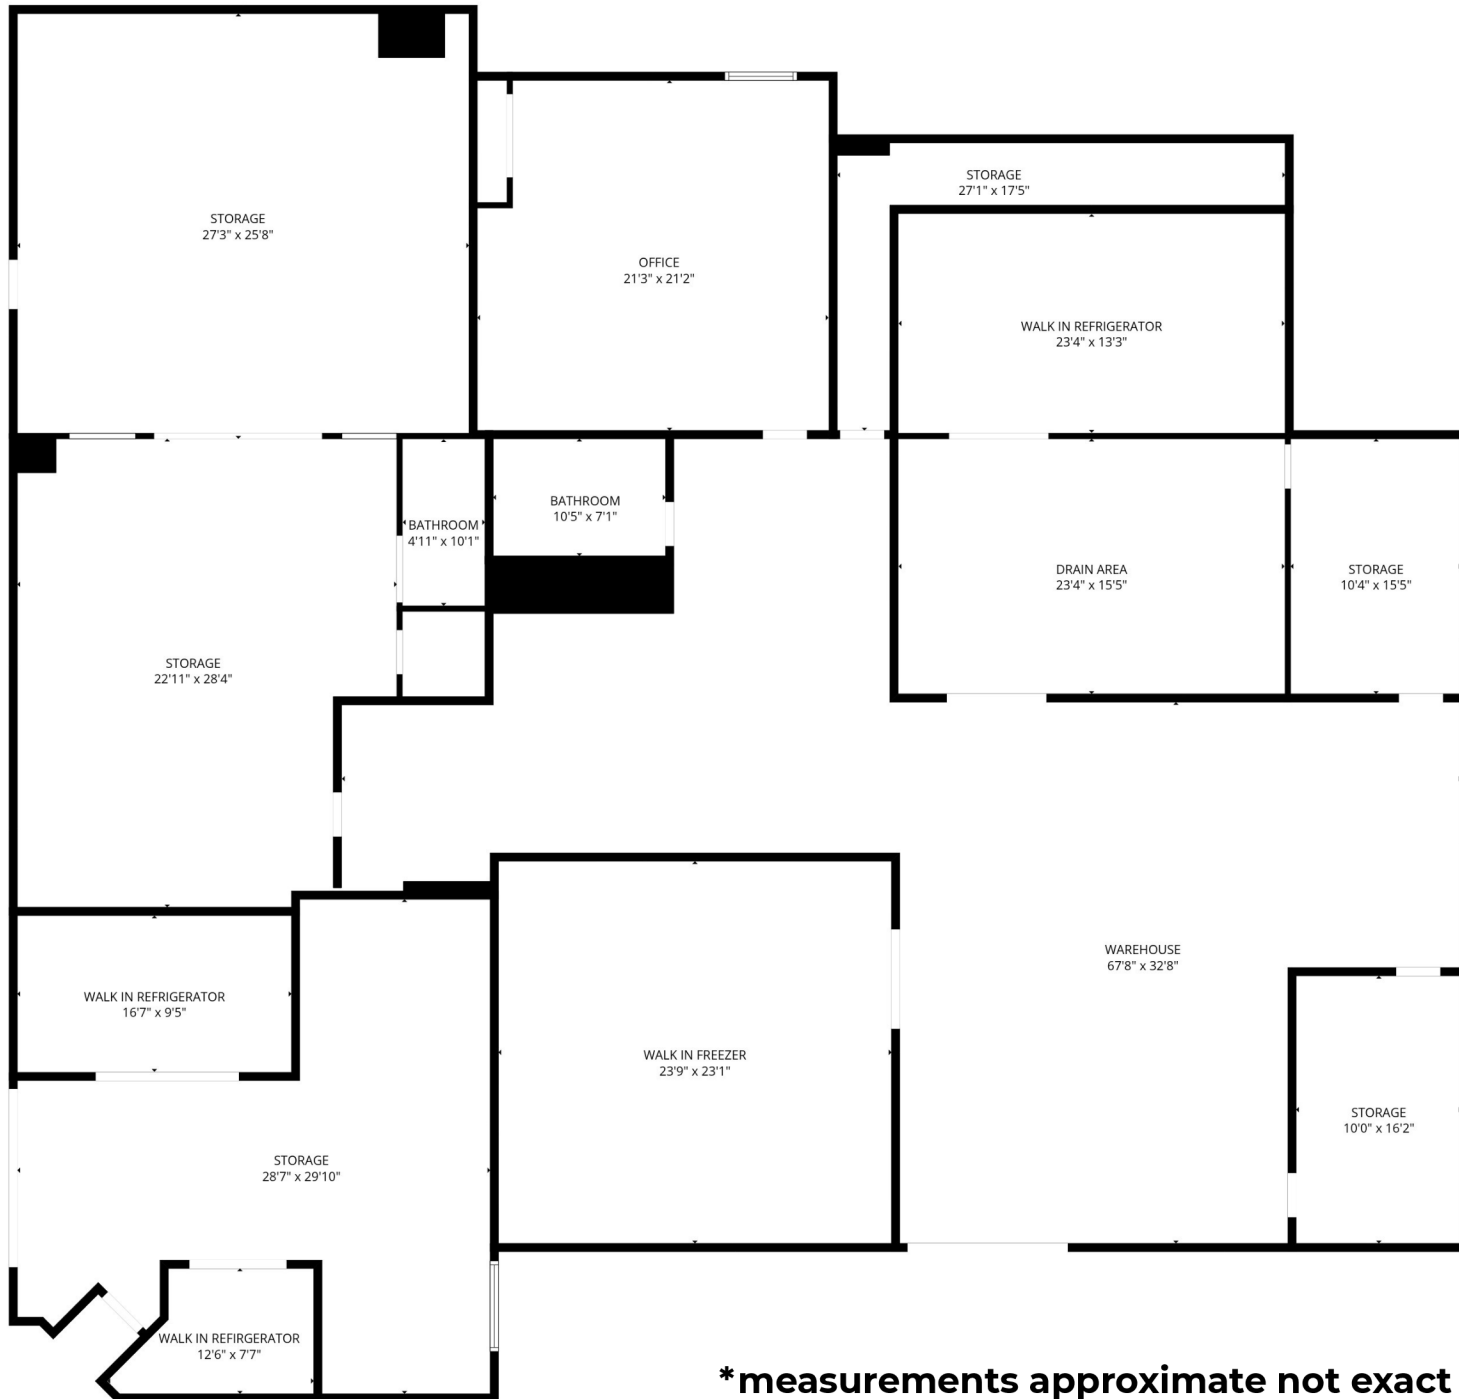 STORAGE
27'3" x 25'8"
OFFICE
21'3" x 21'2"
STORAGE
27'1" x 17'5"
WALK IN REFRIGERATOR
23'4" x 13'3"
BATHROOM
4'11" x 10'1"
BATHROOM
10'5" x 7'1"
DRAIN AREA
23'4" x 15'5"
STORAGE
10'4" x 15'5"
STORAGE
22'11" x 28'4"
WALK IN REFRIGERATOR
16'7" x 9'5"
WALK IN FREEZER
23'9" x 23'1"
WAREHOUSE
67'8" x 32'8"
STORAGE
10'0" x 16'2"
STORAGE
28'7" x 29'10"
WALK IN REFIRGERATOR
12'6" x 7'7"
*measurements approximate not exact